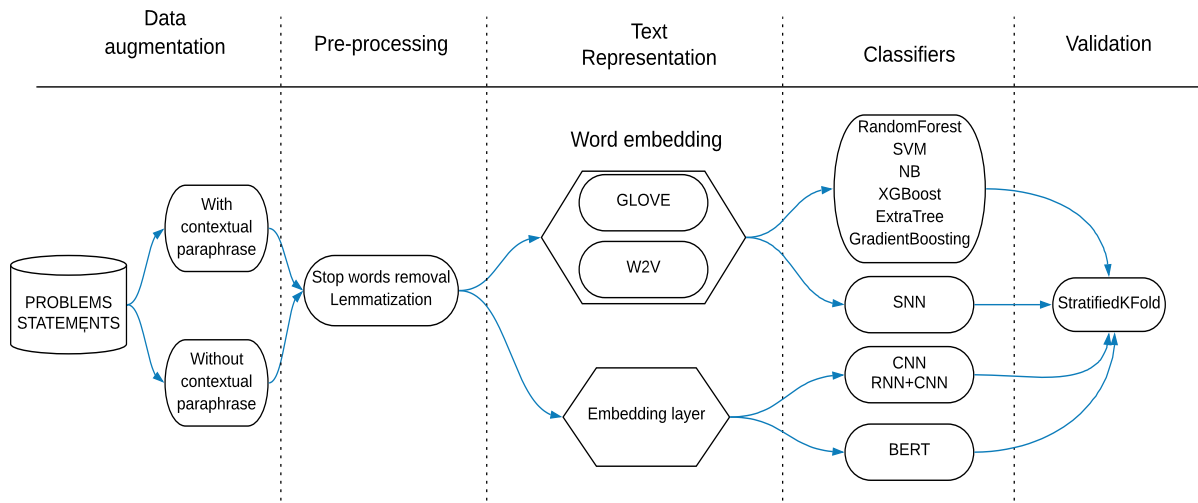 Data
augmentation
Pre-processing
Text
Representation
Classifiers
Validation
PROBLEMS
STATEMENTS
With
contextual
paraphrase
Without
contextual
paraphrase
Stop words removal
Lemmatization
Word embedding
GLOVE
W2V
Embedding layer
RandomForest
SVM
NB
XGBoost
ExtraTree
GradientBoosting
SNN
CNN
RNN+CNN
BERT
StratifiedKFold